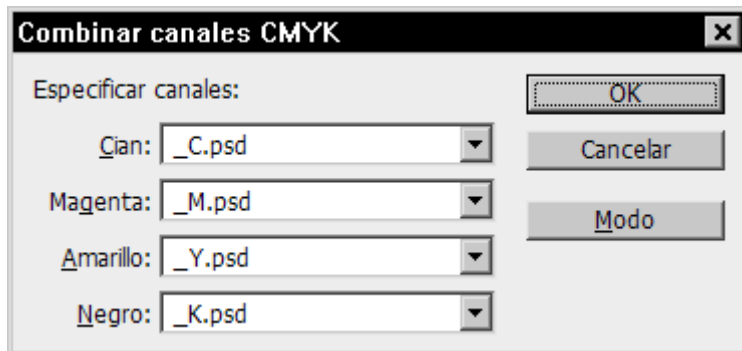 Combinar canales CMYK
Especificar canales:
OK
Cian: _C.psd
Cancelar
Magenta: _M.psd
Modo
Amarillo: _Y.psd
Negro: _K.psd